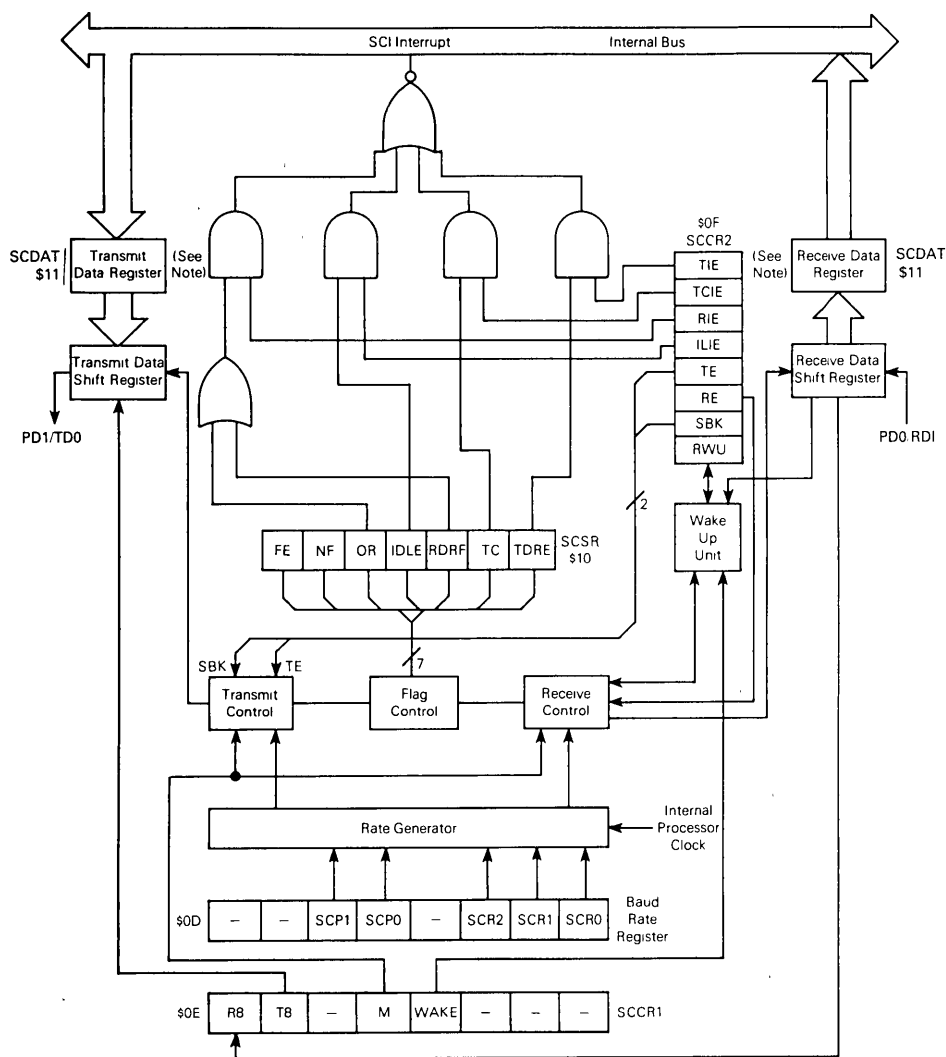 SCI Interrupt
Internal Bus
SCDAT
$11
Transmit
Data Register
(See
Note)
$0F
SCCR2
TIE
TCIE
RIE
ILIE
TE
RE
SBK
RWU
(See
Note)
Receive Data
Register
SCDAT
$11
Transmit Data
Shift Register
Receive Data
Shift Register
PD1/TD0
PD0/RDI
2
Wake
Up
Unit
FE
NF
OR
IDLE
RDRF
TC
TDRE
SCSR
$10
7
SBK
TE
Transmit
Control
Flag
Control
Receive
Control
Rate Generator
Internal
Processor
Clock
$0D
–
–
SCP1
SCP0
–
SCR2
SCR1
SCR0
Baud
Rate
Register
$0E
R8
T8
–
M
WAKE
–
–
–
SCCR1